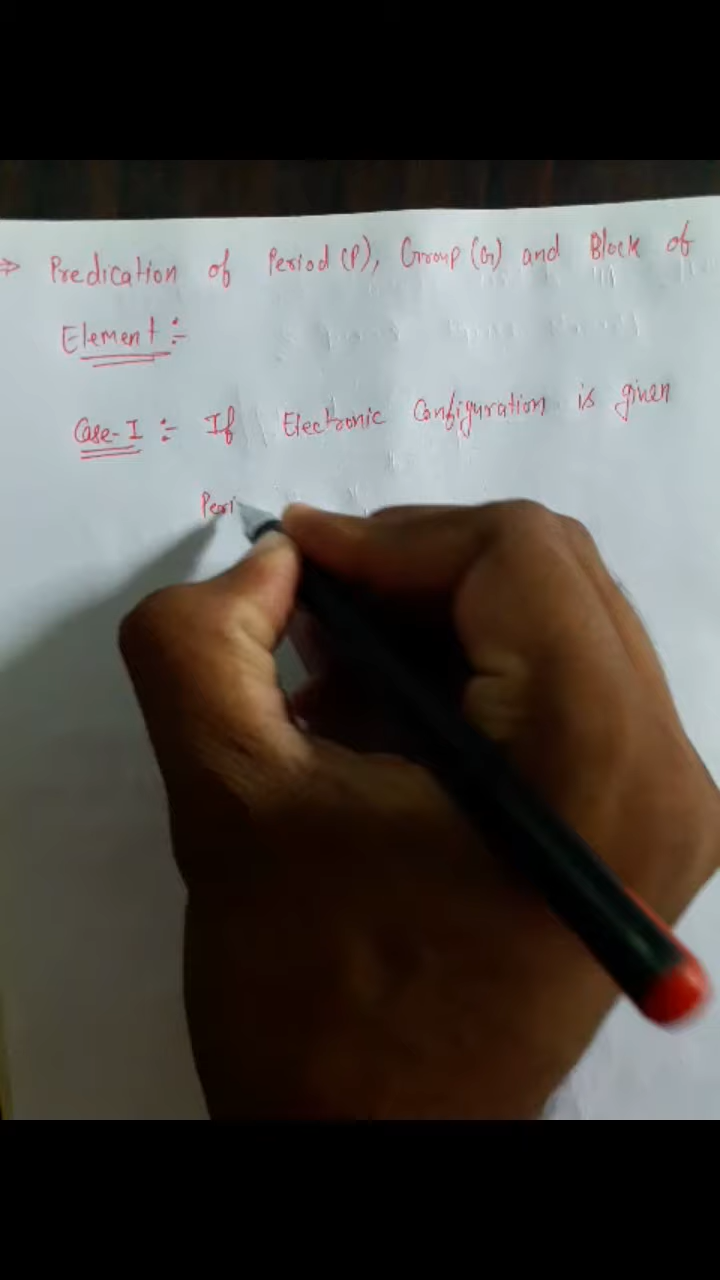 ⇒ Predication of Period (P), Group (G) and Block of
Element :-
Case-I :- If Electronic Configuration is given
Peri